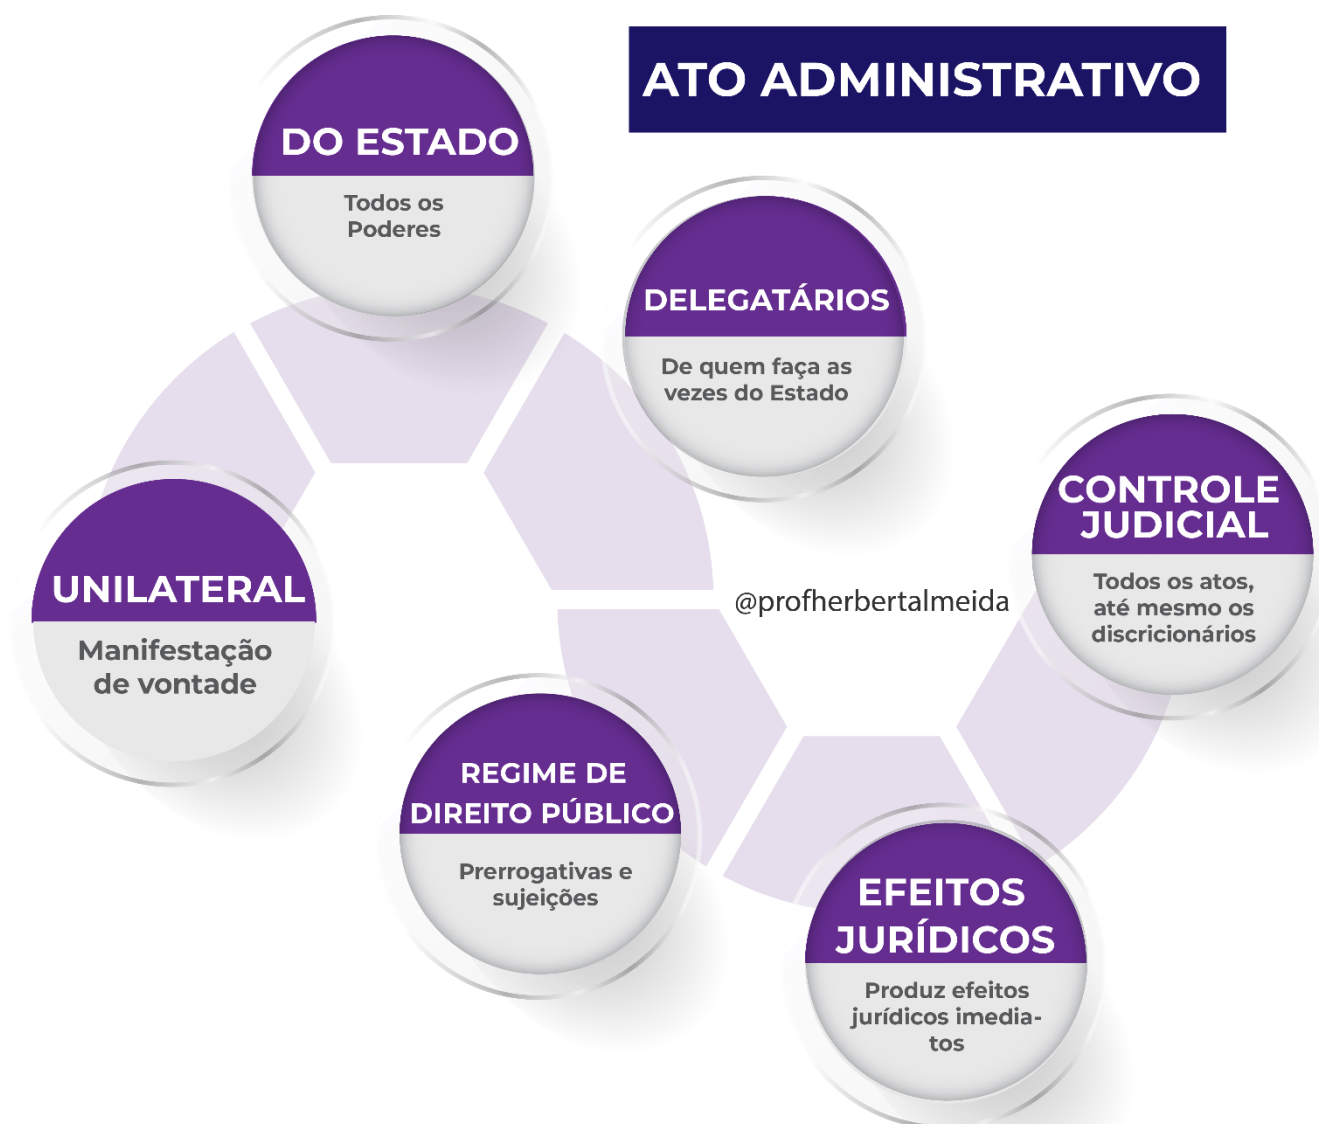 ATO ADMINISTRATIVO
DO ESTADO
Todos os
Poderes
DELEGATÁRIOS
De quem faça as
vezes do Estado
CONTROLE
JUDICIAL
Todos os atos,
até mesmo os
discricionários
UNILATERAL
Manifestação
de vontade
@profherbertalmeida
REGIME DE
DIREITO PÚBLICO
Prerrogativas e
sujeições
EFEITOS
JURÍDICOS
Produz efeitos
jurídicos imedia-
tos